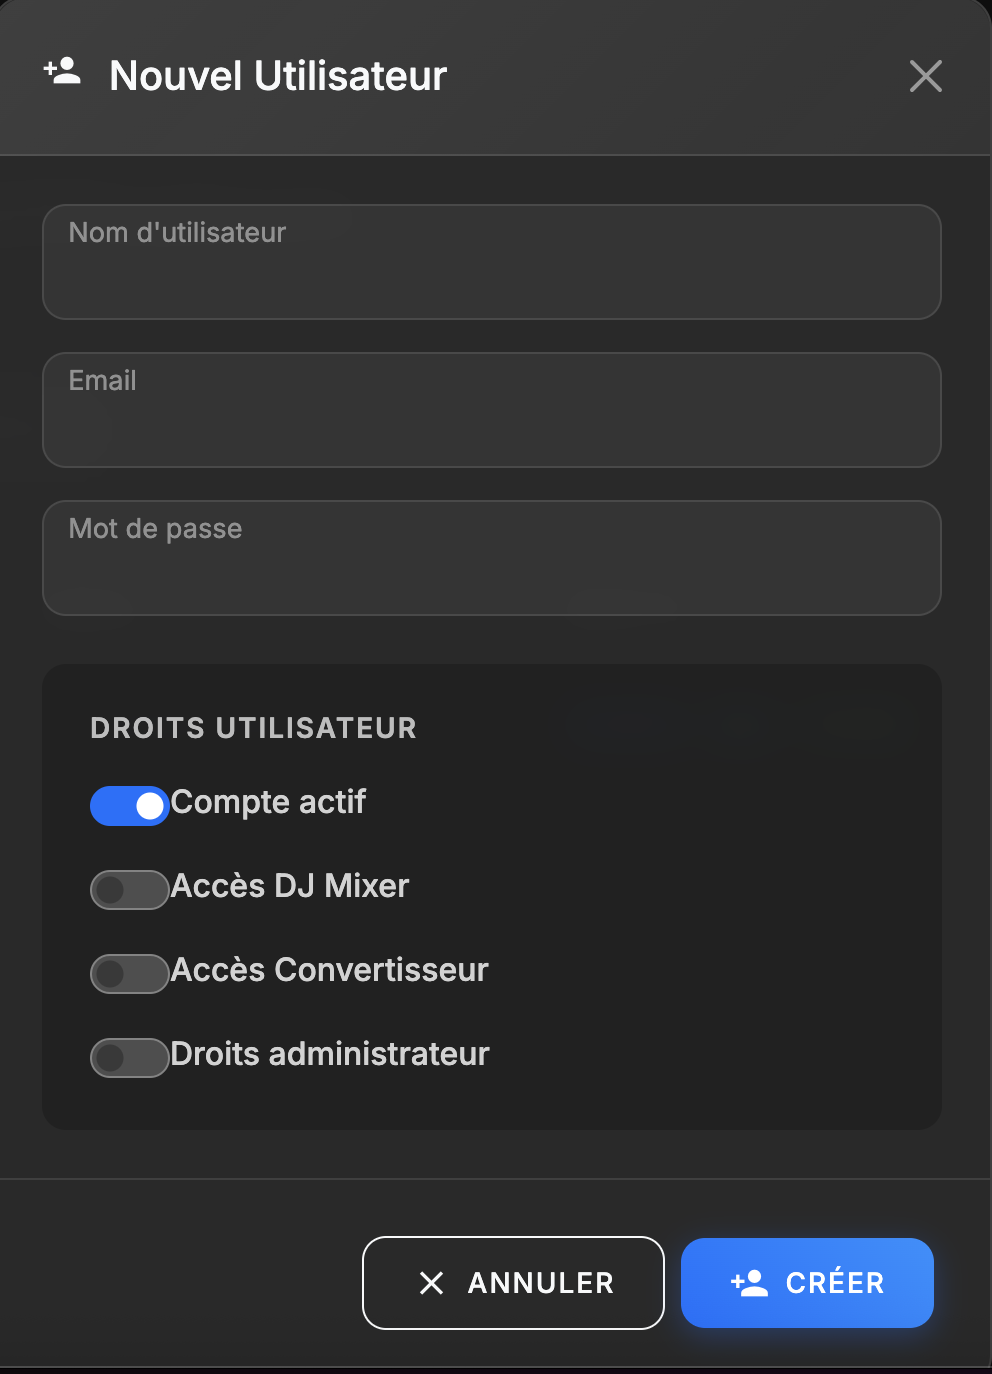 Nouvel Utilisateur
Nom d'utilisateur
Email
Mot de passe
DROITS UTILISATEUR
Compte actif
Accès DJ Mixer
Accès Convertisseur
Droits administrateur
ANNULER
CRÉER